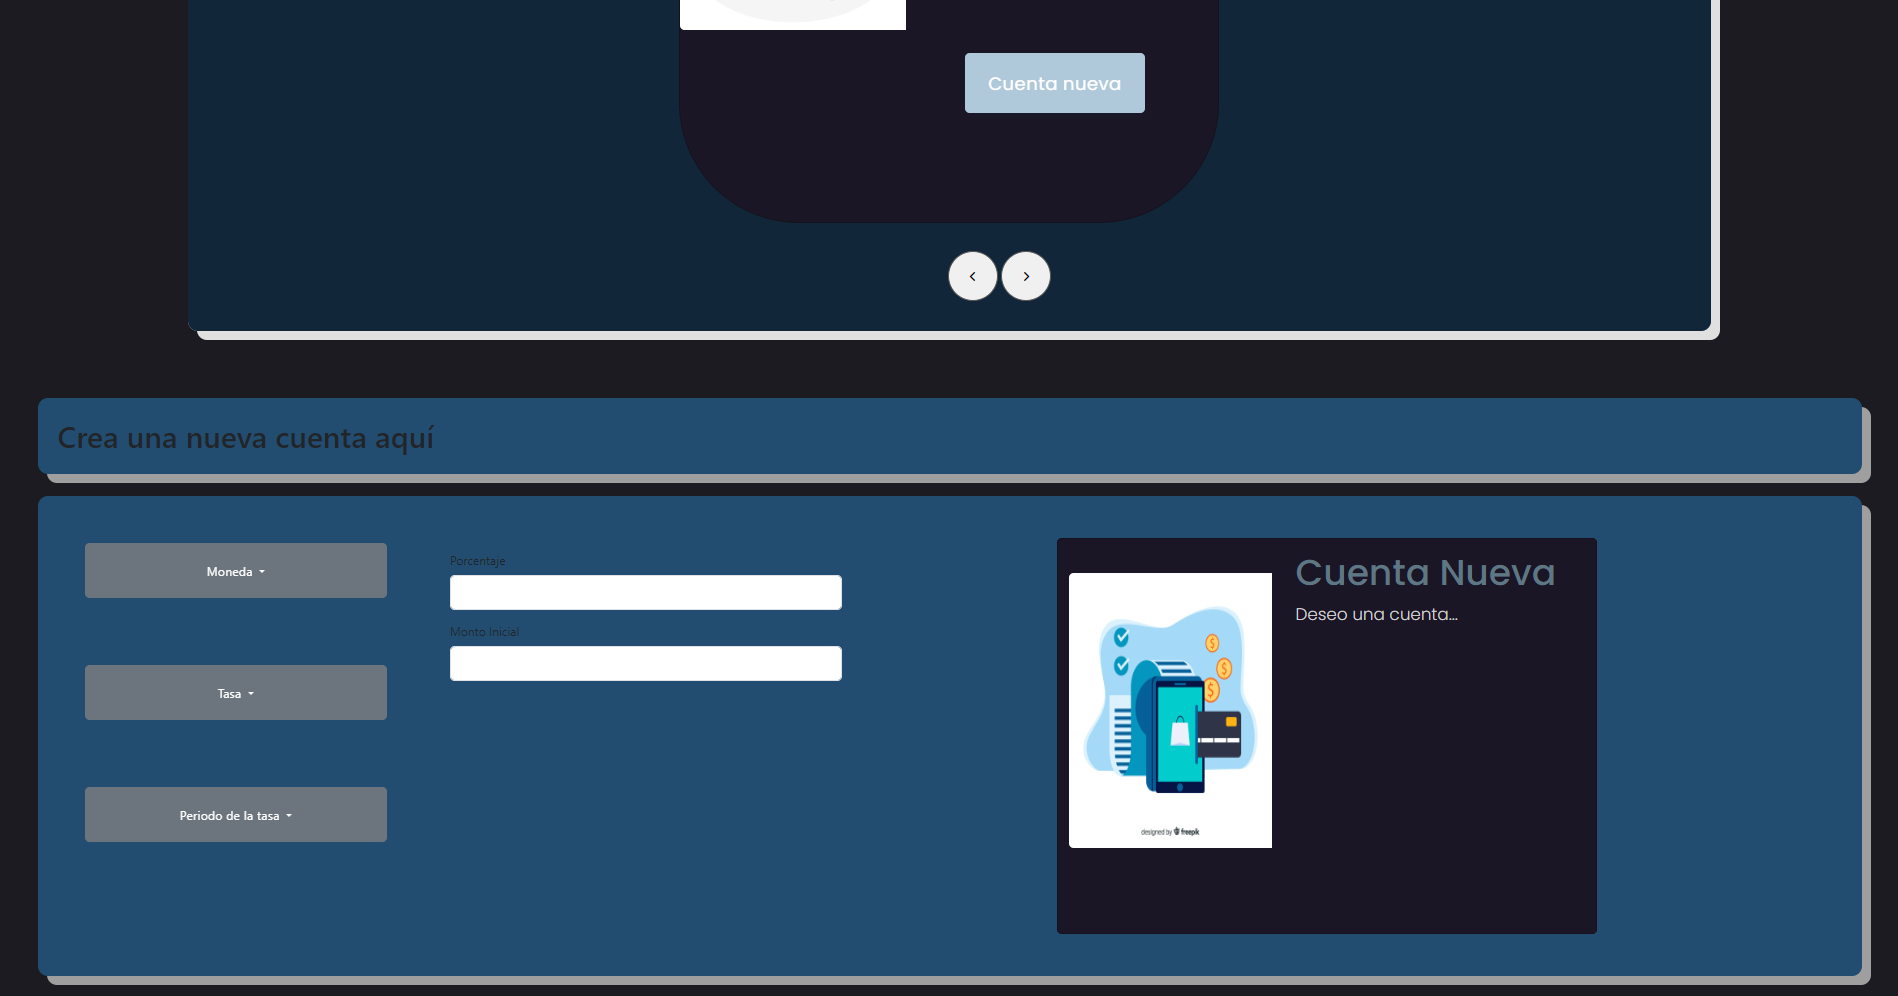 Cuenta nueva
Crea una nueva cuenta aquí
Moneda
Tasa
Periodo de la tasa
Porcentaje
Monto Inicial
Cuenta Nueva
Deseo una cuenta...
designed by freepik